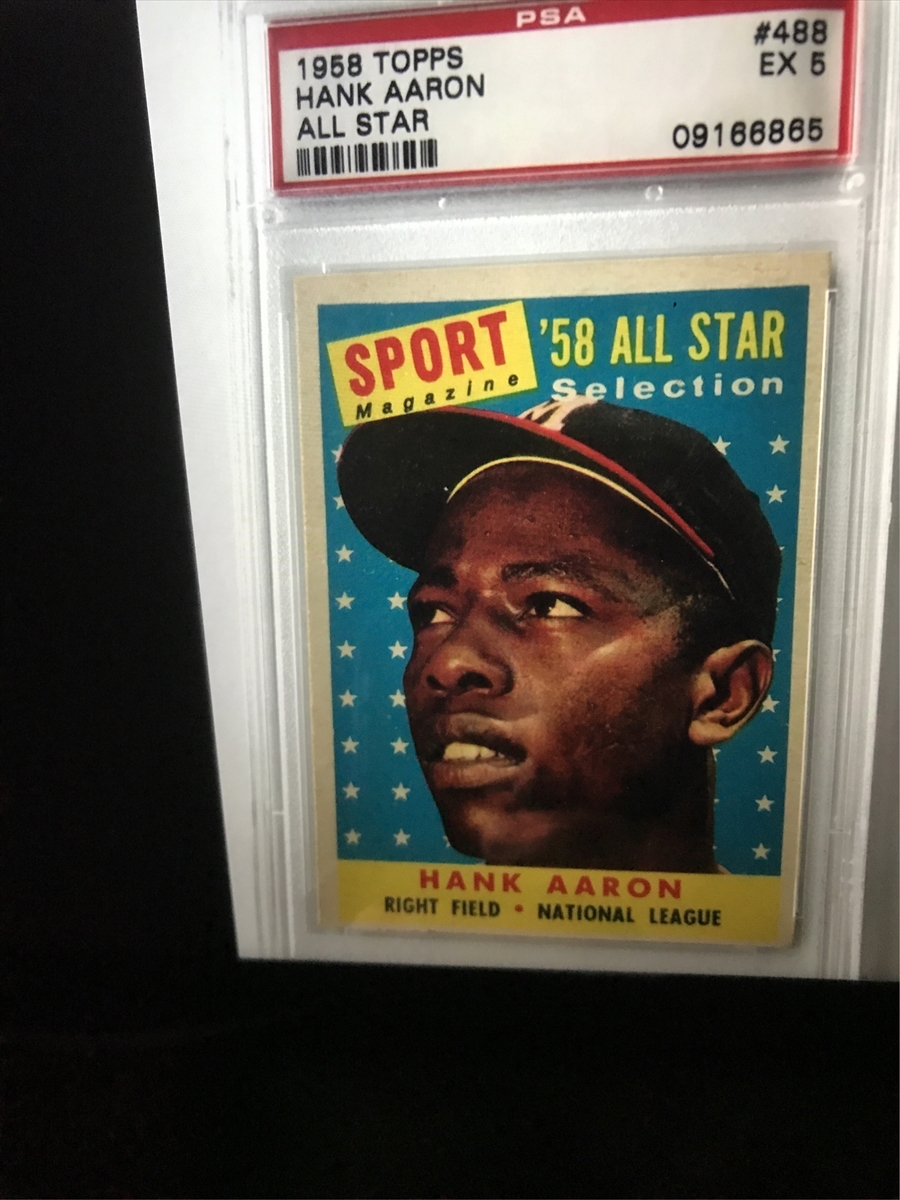 PSA
1958 TOPPS #488
HANK AARON EX 5
ALL STAR 09166865
SPORT
Magazine
'58 ALL STAR
Selection
HANK AARON
RIGHT FIELD • NATIONAL LEAGUE